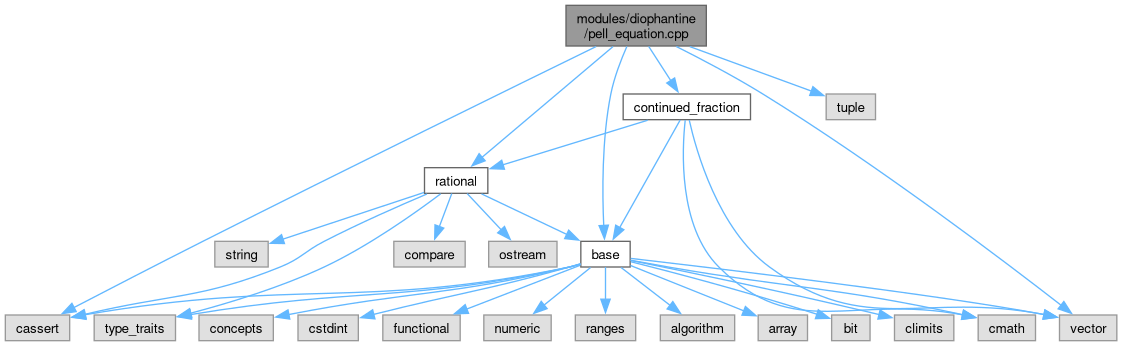 modules/diophantine
/pell_equation.cpp
continued_fraction
tuple
rational
string
compare
ostream
base
cassert
type_traits
concepts
cstdint
functional
numeric
ranges
algorithm
array
bit
climits
cmath
vector